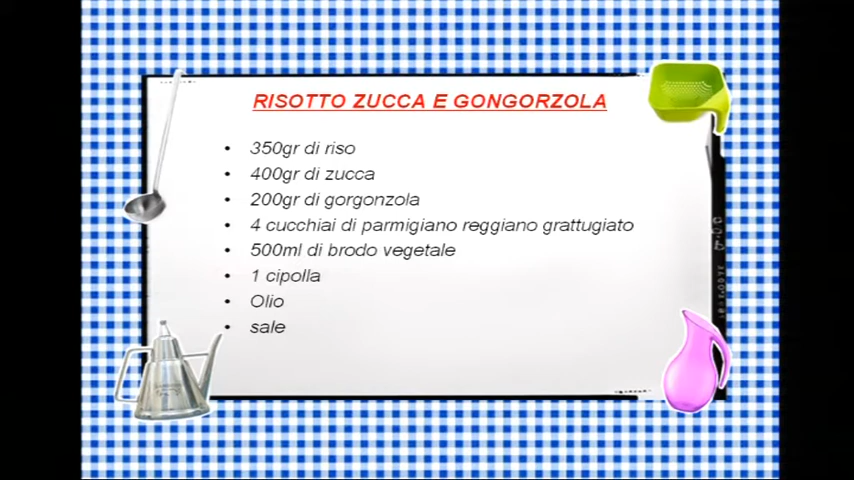 RISOTTO ZUCCA E GONGORZOLA
• 350gr di riso
• 400gr di zucca
• 200gr di gorgonzola
• 4 cucchiai di parmigiano reggiano grattugiato
• 500ml di brodo vegetale
• 1 cipolla
• Olio
• sale